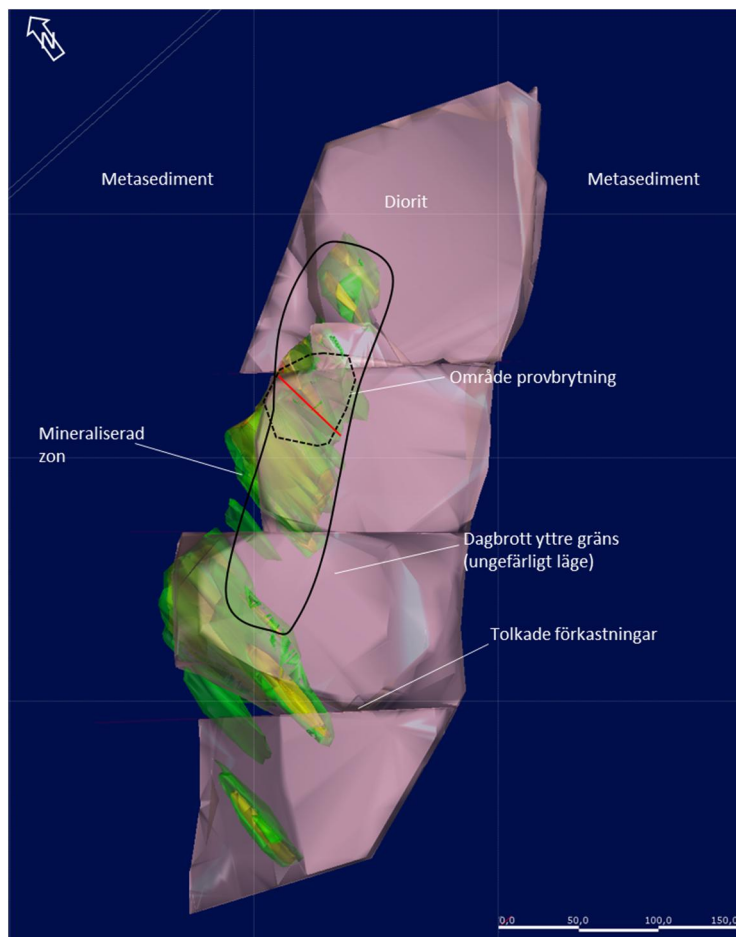 N
Metasediment
Metasediment
Diorit
Område provbrytning
Mineraliserad
zon
Dagbrott yttre gräns
(ungefärligt läge)
Tolkade förkastningar
0,0 50,0 100,0 150,